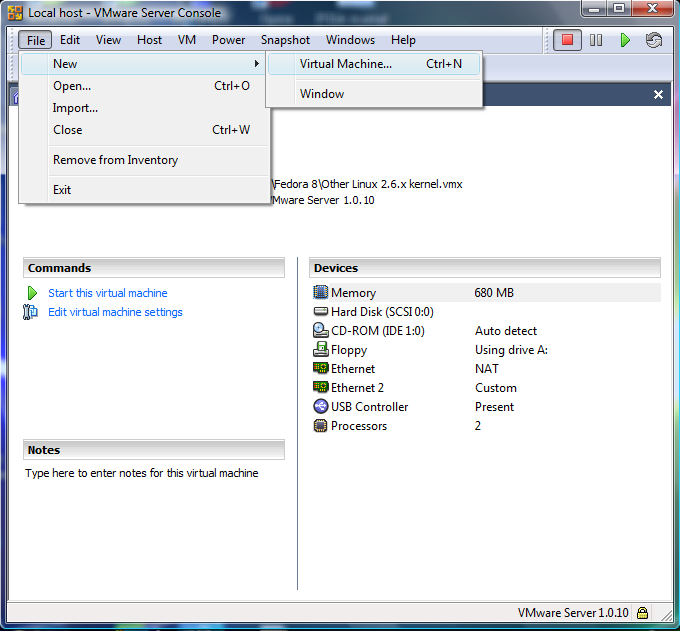 Local host - VMware Server Console
File Edit View Host VM Power Snapshot Windows Help
New
Virtual Machine... Ctrl+N
Window
Open... Ctrl+O
Import...
Close Ctrl+W
Remove from Inventory
Exit
\Fedora 8\Other Linux 2.6.x kernel.vmx
Mware Server 1.0.10
Commands
Start this virtual machine
Edit virtual machine settings
Notes
Type here to enter notes for this virtual machine
Devices
Memory 680 MB
Hard Disk (SCSI 0:0)
CD-ROM (IDE 1:0) Auto detect
Floppy Using drive A:
Ethernet NAT
Ethernet 2 Custom
USB Controller Present
Processors 2
VMware Server 1.0.10